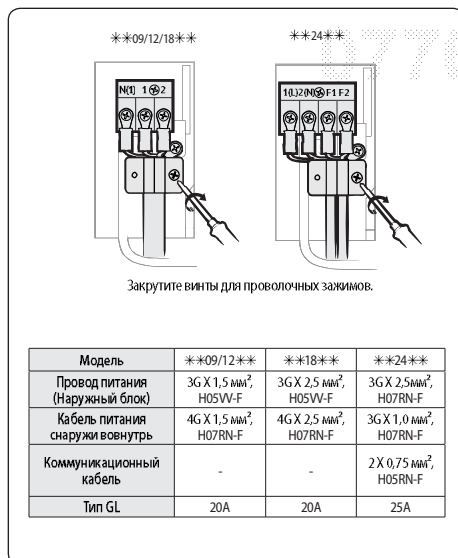 ✳✳09/12/18✳✳
✳✳24✳✳
N(1) 1 2
1(L)2(N) F1 F2
Закрутите винты для проволочных зажимов.
Модель ✳✳09/12✳✳ ✳✳18✳✳ ✳✳24✳✳
Провод питания (Наружный блок) 3G X 1,5 мм², H05VV-F 3G X 2,5 мм², H05VV-F 3G X 2,5мм², H07RN-F
Кабель питания снаружи вовнутрь 4G X 1,5 мм², H07RN-F 4G X 2,5 мм², H07RN-F 3G X 1,0 мм², H07RN-F
Коммуникационный кабель - - 2 X 0,75 мм², H05RN-F
Тип GL 20A 20A 25A